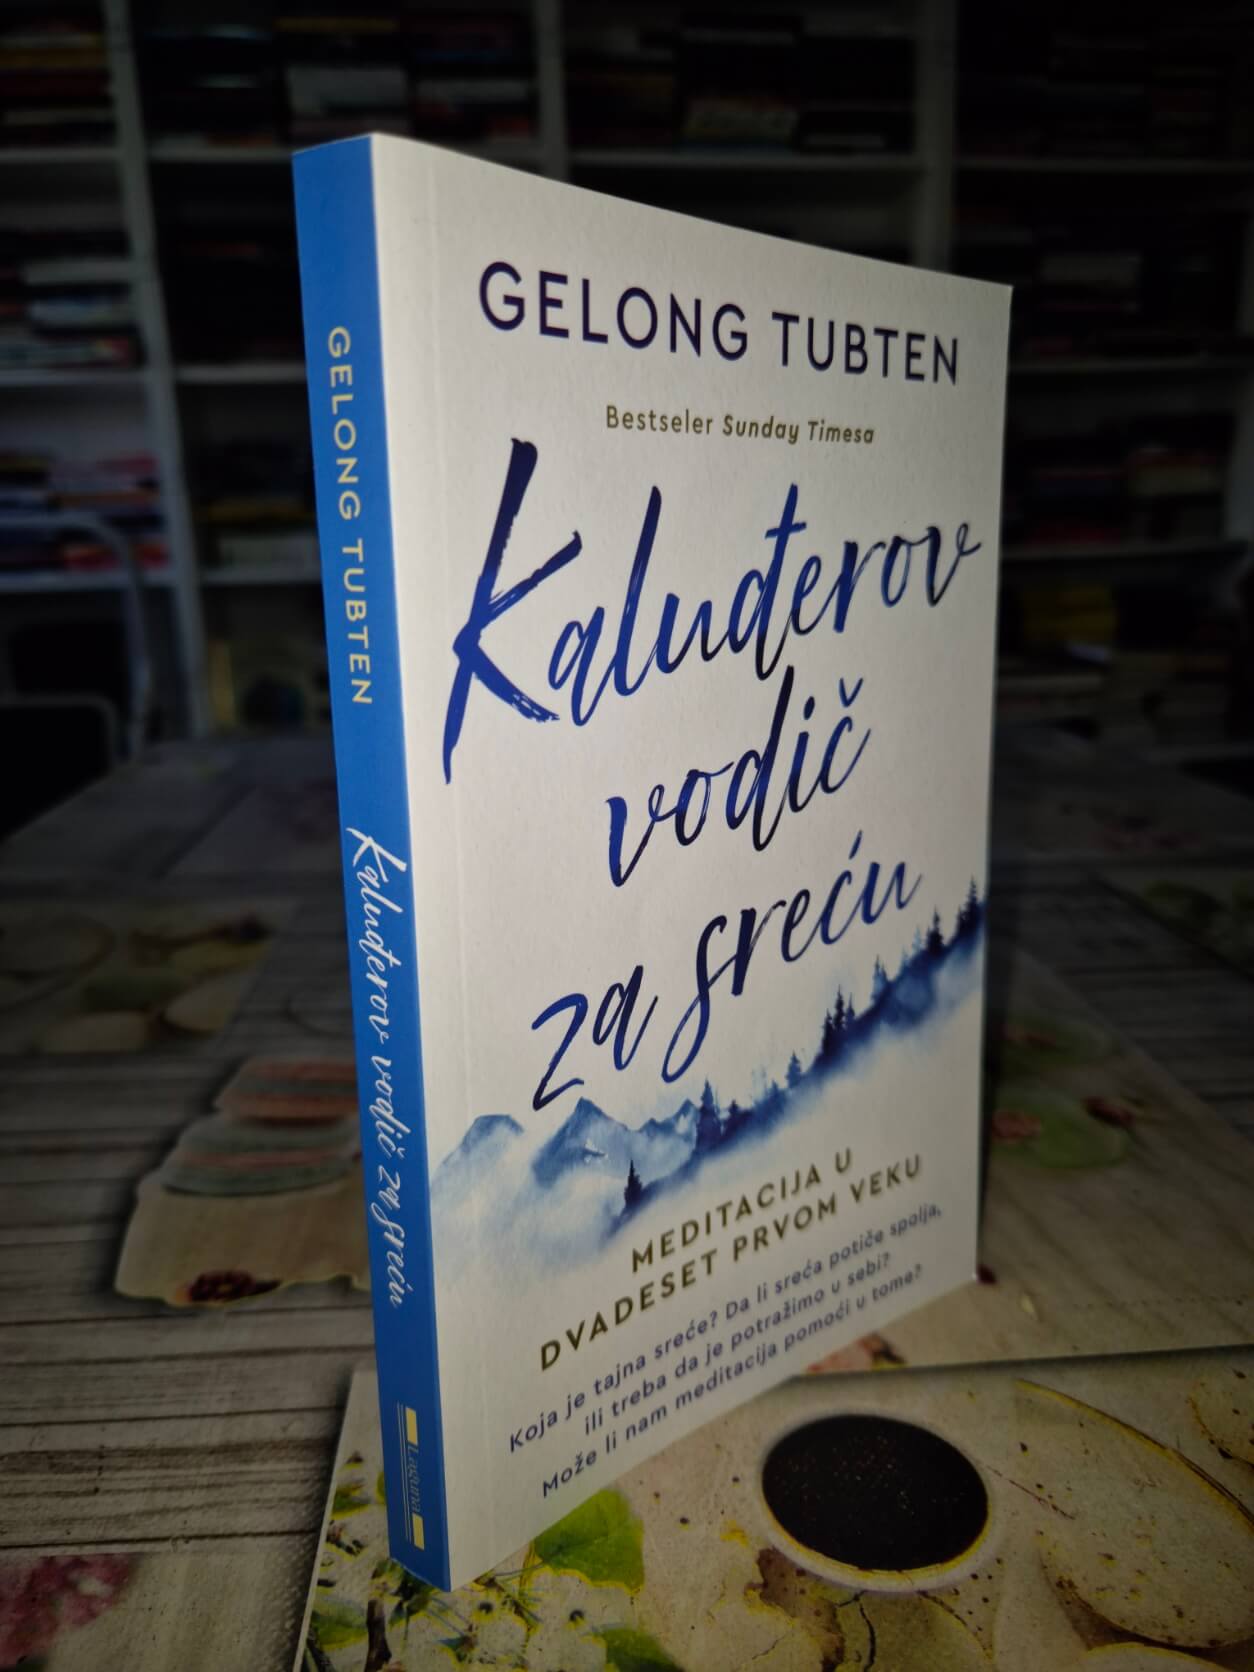 GELONG TUBTEN
Bestseler Sunday Timesa
Kaluđerov
vodič
za sreću
MEDITACIJA U
DVADESET PRVOM VEKU
Koja je tajna sreće? Da li sreća potiče spolja,
ili treba da je potražimo u sebi?
Može li nam meditacija pomoći u tome?
GELONG TUBTEN Kaluđerov vodič za sreću Laguna